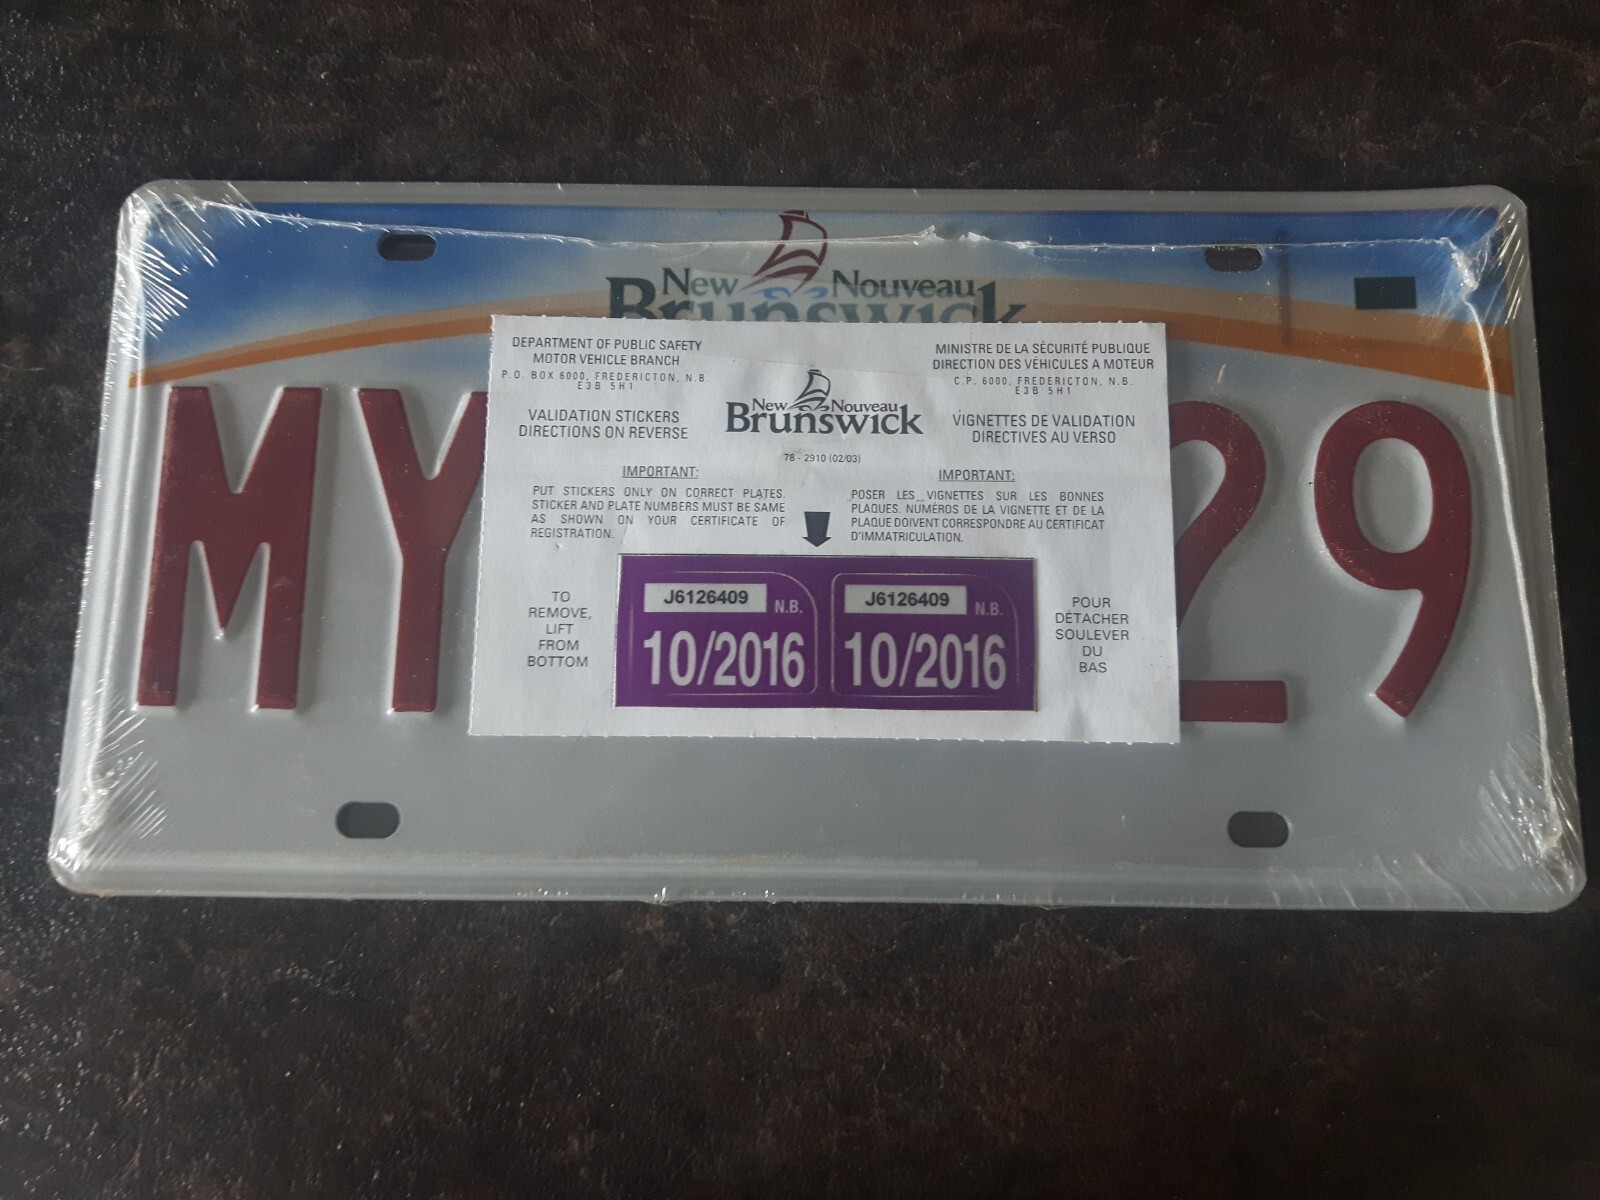 New Nouveau
Brunswick
DEPARTMENT OF PUBLIC SAFETY
MOTOR VEHICLE BRANCH
P.O. BOX 6000, FREDERICTON, N.B.
E3B 5H1
VALIDATION STICKERS
DIRECTIONS ON REVERSE
New Nouveau
Brunswick
78 - 2910 (02/03)
MINISTRE DE LA SÉCURITÉ PUBLIQUE
DIRECTION DES VÉHICULES A MOTEUR
C.P. 6000, FREDERICTON, N.B.
E3B 5H1
VIGNETTES DE VALIDATION
DIRECTIVES AU VERSO
IMPORTANT:
PUT STICKERS ONLY ON CORRECT PLATES.
STICKER AND PLATE NUMBERS MUST BE SAME
AS SHOWN ON YOUR CERTIFICATE OF
REGISTRATION.
IMPORTANT:
POSER LES VIGNETTES SUR LES BONNES
PLAQUES. NUMÉROS DE LA VIGNETTE ET DE LA
PLAQUE DOIVENT CORRESPONDRE AU CERTIFICAT
D'IMMATRICULATION.
TO
REMOVE,
LIFT
FROM
BOTTOM
J6126409
N.B.
10/2016
J6126409
N.B.
10/2016
POUR
DÉTACHER
SOULEVER
DU
BAS
MY 29